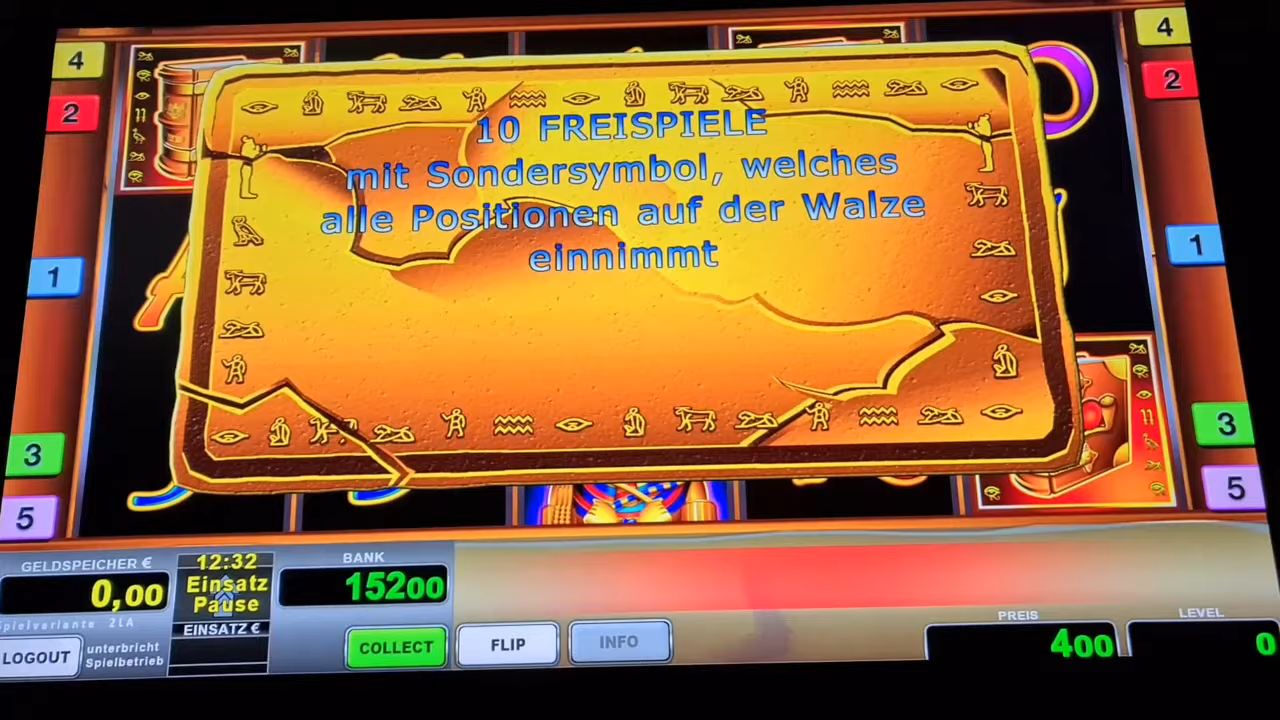 4
4
2
2
10 FREISPIELE
mit Sondersymbol, welches
alle Positionen auf der Walze
einnimmt
1
1
3
3
5
5
GELDSPEICHER €
0,00
Spielvariante 2LA
LOGOUT
unterbricht
Spielbetrieb
12:32
Einsatz
Pause
EINSATZ €
BANK
15200
COLLECT
FLIP
INFO
PREIS
400
LEVEL
0